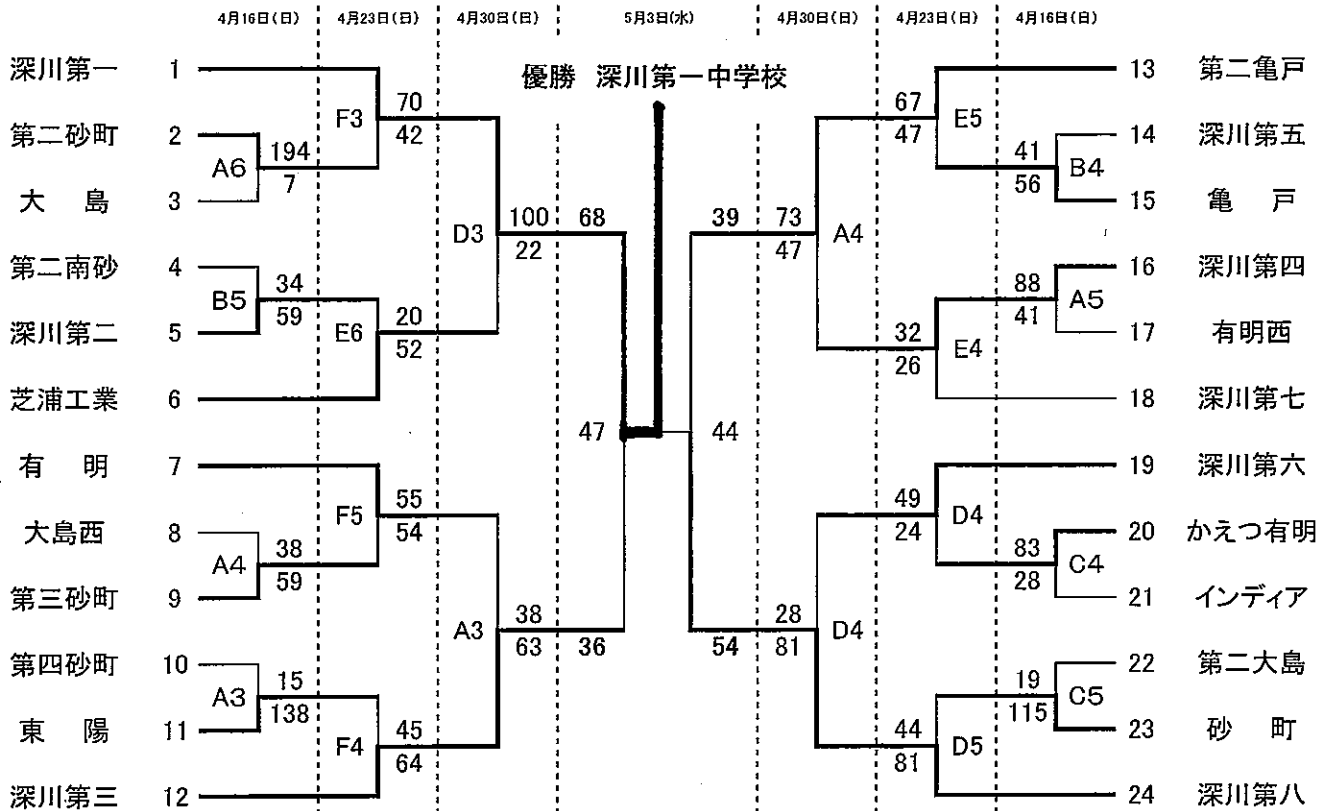 4月16日(日) 4月23日(日) 4月30日(日) 5月3日(水) 4月30日(日) 4月23日(日) 4月16日(日)
優勝 深川第一中学校
深川第一 1
第二砂町 2
大 島 3
第二南砂 4
深川第二 5
芝浦工業 6
有 明 7
大島西 8
第三砂町 9
第四砂町 10
東 陽 11
深川第三 12
A6 194
7
B5 34
59
A4 38
59
A3 15
138
F3 70
42
E6 20
52
F5 55
54
F4 45
64
D3 100
22
A3 38
63
68
36
47
44
39
54
73
47 A4
28
81 D4
67
47 E5
32
26 E4
49
24 D4
44
81 D5
41
56 B4
88
41 A5
83
28 C4
19
115 C5
13 第二亀戸
14 深川第五
15 亀 戸
16 深川第四
17 有明西
18 深川第七
19 深川第六
20 かえつ有明
21 インディア
22 第二大島
23 砂 町
24 深川第八